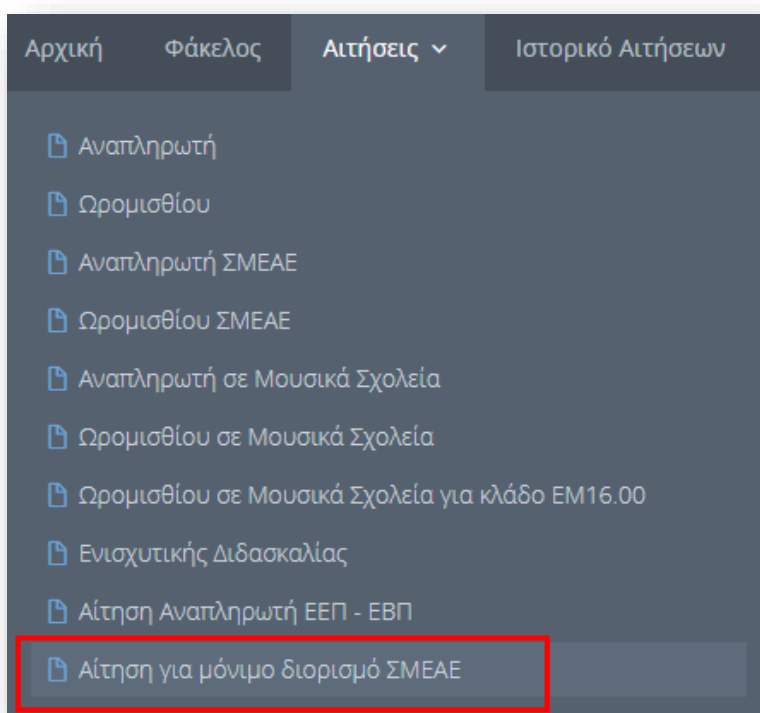 Αρχική Φάκελος Αιτήσεις Ιστορικό Αιτήσεων
Αναπληρωτή
Ωρομισθίου
Αναπληρωτή ΣΜΕΑΕ
Ωρομισθίου ΣΜΕΑΕ
Αναπληρωτή σε Μουσικά Σχολεία
Ωρομισθίου σε Μουσικά Σχολεία
Ωρομισθίου σε Μουσικά Σχολεία για κλάδο ΕΜ16.00
Ενισχυτικής Διδασκαλίας
Αίτηση Αναπληρωτή ΕΕΠ - ΕΒΠ
Αίτηση για μόνιμο διορισμό ΣΜΕΑΕ